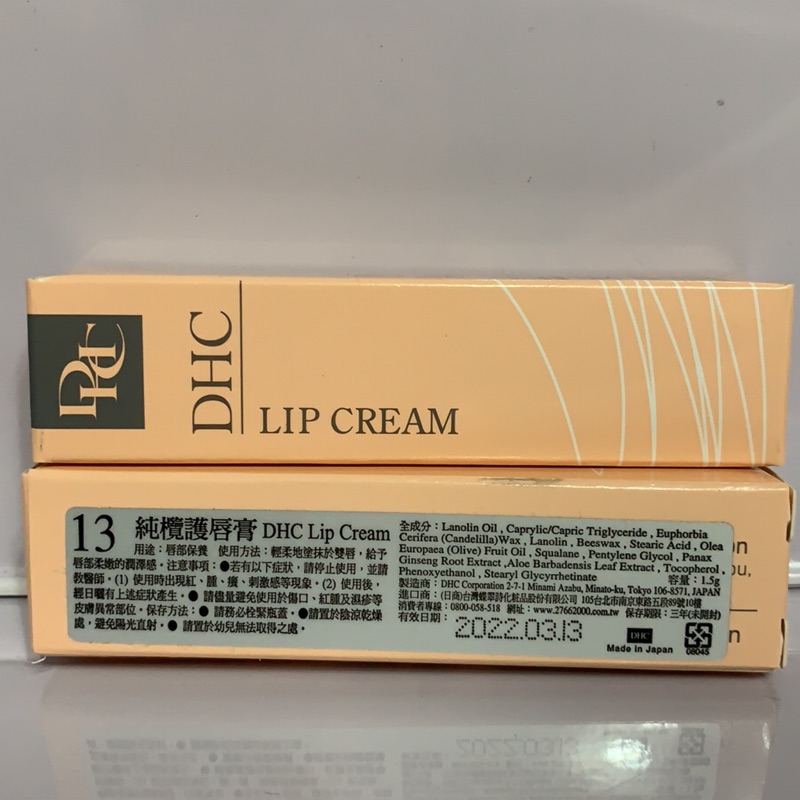 DHC
DHC
LIP CREAM
13 純欖護唇膏 DHC Lip Cream
用途：唇部保養 使用方法：輕柔地塗抹於雙唇，給予
唇部柔嫩的潤澤感。注意事項：●若有以下症狀，請停止使用，並請
教醫師。(1) 使用時出現紅、腫、癢、刺激感等現象。(2) 使用後，
經日曬有上述症狀產生。● 請儘量避免使用於傷口、紅腫及濕疹等
皮膚異常部位。保存方法：● 請務必栓緊瓶蓋。●請置於陰涼乾燥
處，避免陽光直射。● 請置於幼兒無法取得之處。
全成分：Lanolin Oil , Caprylic/Capric Triglyceride , Euphorbia
Cerifera (Candelilla)Wax , Lanolin , Beeswax , Stearic Acid , Olea
Europaea (Olive) Fruit Oil , Squalane , Pentylene Glycol , Panax
Ginseng Root Extract ,Aloe Barbadensis Leaf Extract , Tocopherol ,
Phenoxyethanol , Stearyl Glycyrrhetinate 容量：1.5g
製造商：DHC Corporation 2-7-1 Minami Azabu, Minato-ku, Tokyo 106-8571, JAPAN
進口商：(日商)台灣蝶翠詩化粧品股份有限公司 105台北市南京東路五段89號10樓
消費者專線：0800-058-518 網址：www.27662000.com.tw 保存期限：三年(未開封)
有效日期：2022.03.13
DHC
Made in Japan
08045
on
ou,
on